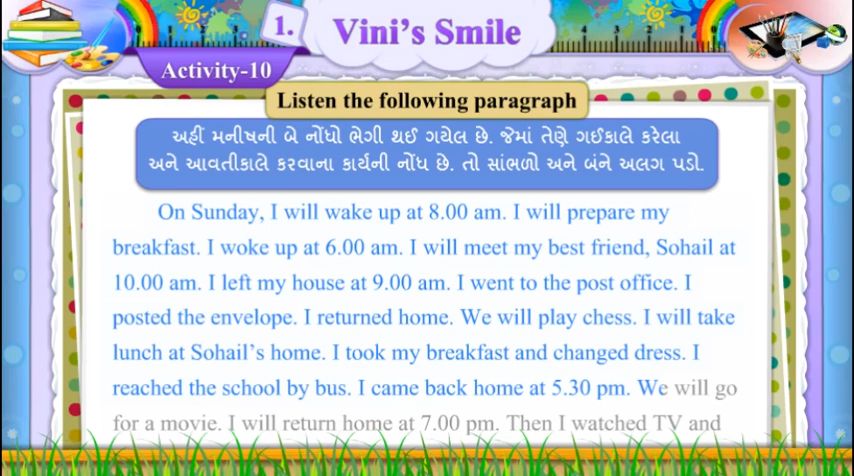 1.
Vini's Smile
Activity-10
Listen the following paragraph
અહીં મનીષની બે નોંધો ભેગી થઈ ગયેલ છે. જેમાં તેણે ગઈકાલે કરેલા
અને આવતીકાલે કરવાના કાર્યની નોંધ છે. તો સાંભળો અને બંને અલગ પડો.
On Sunday, I will wake up at 8.00 am. I will prepare my
breakfast. I woke up at 6.00 am. I will meet my best friend, Sohail at
10.00 am. I left my house at 9.00 am. I went to the post office. I
posted the envelope. I returned home. We will play chess. I will take
lunch at Sohail's home. I took my breakfast and changed dress. I
reached the school by bus. I came back home at 5.30 pm. We will go
for a movie. I will return home at 7.00 pm. Then I watched TV and